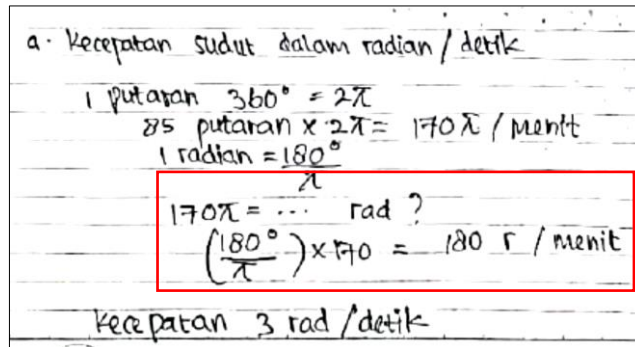 a. Kecepatan sudut dalam radian / detik
1 putaran 360° = 2π
85 putaran × 2π = 170π / menit
1 radian = 180°/π
170π = ... rad ?
(180°/π) × 170 = 180 r / menit
Kecepatan 3 rad / detik